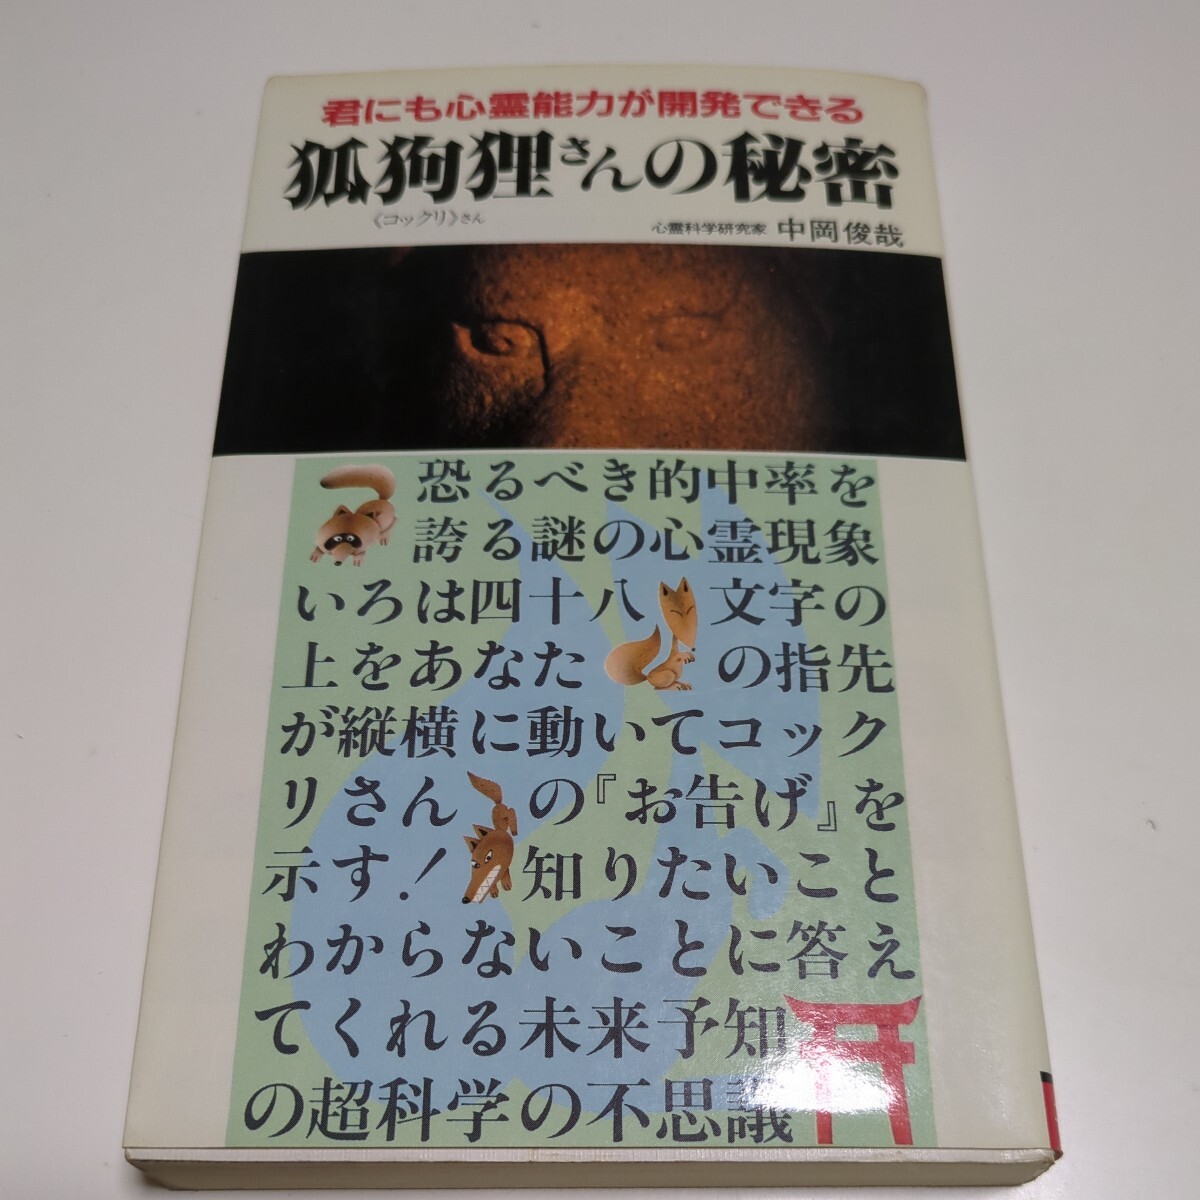 君にも心霊能力が開発できる
狐狗狸さんの秘密
《コックリ》さん
心霊科学研究家 中岡俊哉
恐るべき的中率を
誇る謎の心霊現象
いろは四十八文字の
上をあなたの指先
が縦横に動いてコック
リさんの『お告げ』を
示す！知りたいこと
わからないことに答え
てくれる未来予知
の超科学の不思議